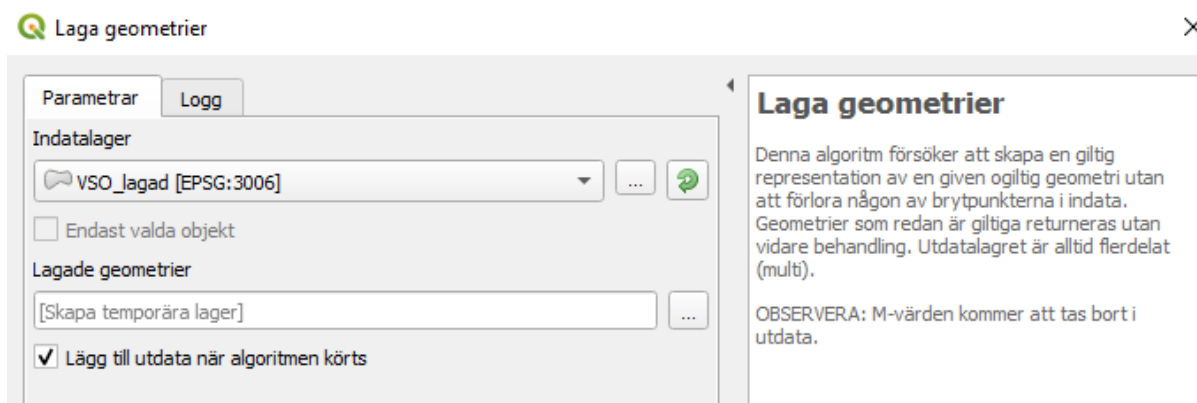 Laga geometrier
Parametrar
Logg
Indatalager
VSO_lagad [EPSG:3006]
...
Endast valda objekt
Lagade geometrier
[Skapa temporära lager]
...
Lägg till utdata när algoritmen körts
Laga geometrier
Denna algoritm försöker att skapa en giltig
representation av en given ogiltig geometri utan
att förlora någon av brytpunkterna i indata.
Geometrier som redan är giltiga returneras utan
vidare behandling. Utdatalagret är alltid flerdelat
(multi).
OBSERVERA: M-värden kommer att tas bort i
utdata.